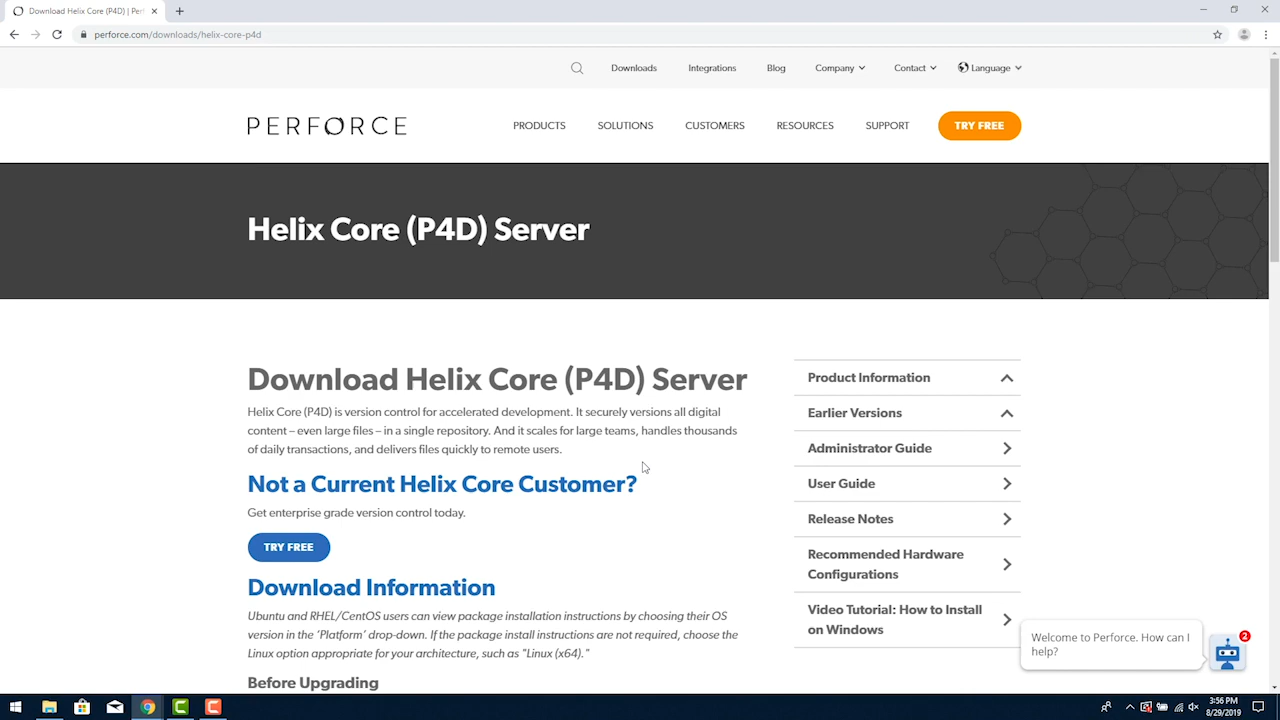 Download Helix Core (P4D) | Perf
perforce.com/downloads/helix-core-p4d
Downloads
Integrations
Blog
Company
Contact
Language
PERFORCE
PRODUCTS
SOLUTIONS
CUSTOMERS
RESOURCES
SUPPORT
TRY FREE
Helix Core (P4D) Server
Download Helix Core (P4D) Server
Helix Core (P4D) is version control for accelerated development. It securely versions all digital
content – even large files – in a single repository. And it scales for large teams, handles thousands
of daily transactions, and delivers files quickly to remote users.
Not a Current Helix Core Customer?
Get enterprise grade version control today.
TRY FREE
Download Information
Ubuntu and RHEL/CentOS users can view package installation instructions by choosing their OS
version in the 'Platform' drop-down. If the package install instructions are not required, choose the
Linux option appropriate for your architecture, such as "Linux (x64)."
Before Upgrading
Product Information
Earlier Versions
Administrator Guide
User Guide
Release Notes
Recommended Hardware
Configurations
Video Tutorial: How to Install
on Windows
Welcome to Perforce. How can I
help?
2
3:56 PM
8/29/2019